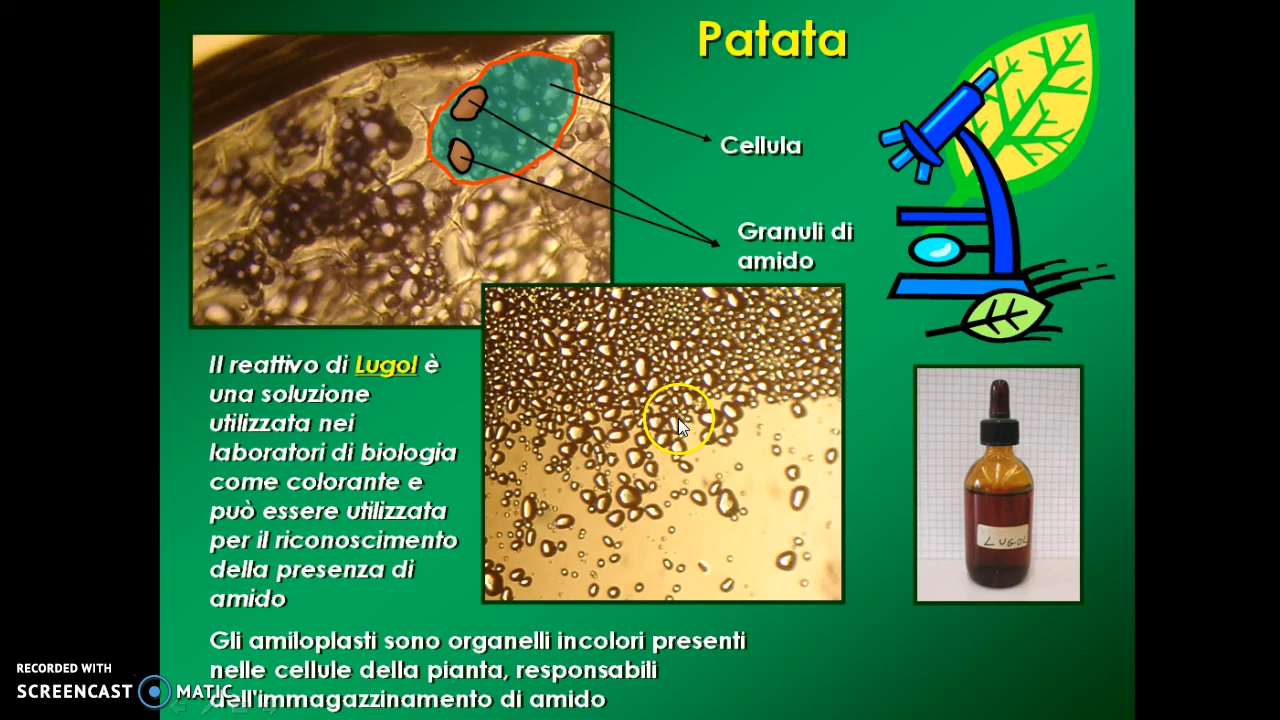 Patata
Cellula
Granuli di
amido
Il reattivo di Lugol è
una soluzione
utilizzata nei
laboratori di biologia
come colorante e
può essere utilizzata
per il riconoscimento
della presenza di
amido
LUGOL
Gli amiloplasti sono organelli incolori presenti
nelle cellule della pianta, responsabili
dell'immagazzinamento di amido
RECORDED WITH
SCREENCAST MATIC